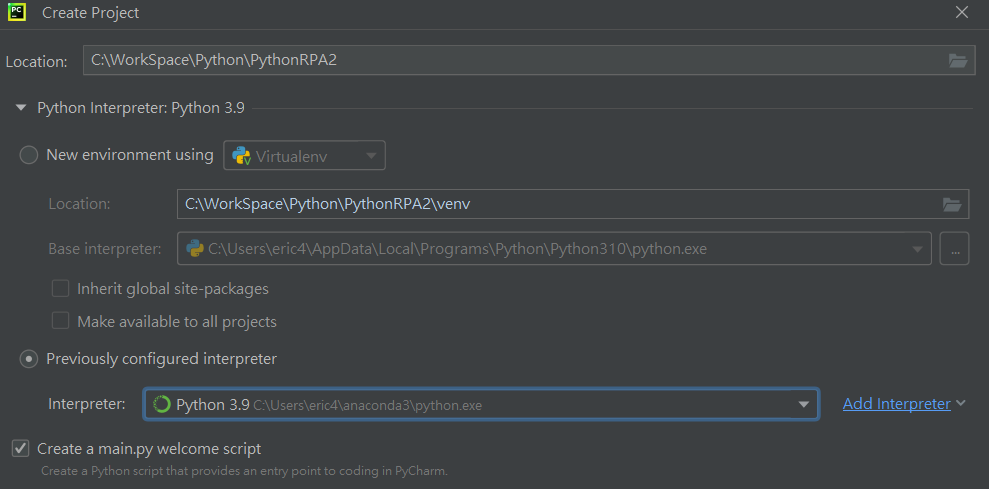 PC
Create Project
Location: C:\WorkSpace\Python\PythonRPA2
Python Interpreter: Python 3.9
New environment using Virtualenv
Location: C:\WorkSpace\Python\PythonRPA2\venv
Base interpreter: C:\Users\eric4\AppData\Local\Programs\Python\Python310\python.exe ...
Inherit global site-packages
Make available to all projects
Previously configured interpreter
Interpreter: Python 3.9 C:\Users\eric4\anaconda3\python.exe Add Interpreter
Create a main.py welcome script
Create a Python script that provides an entry point to coding in PyCharm.